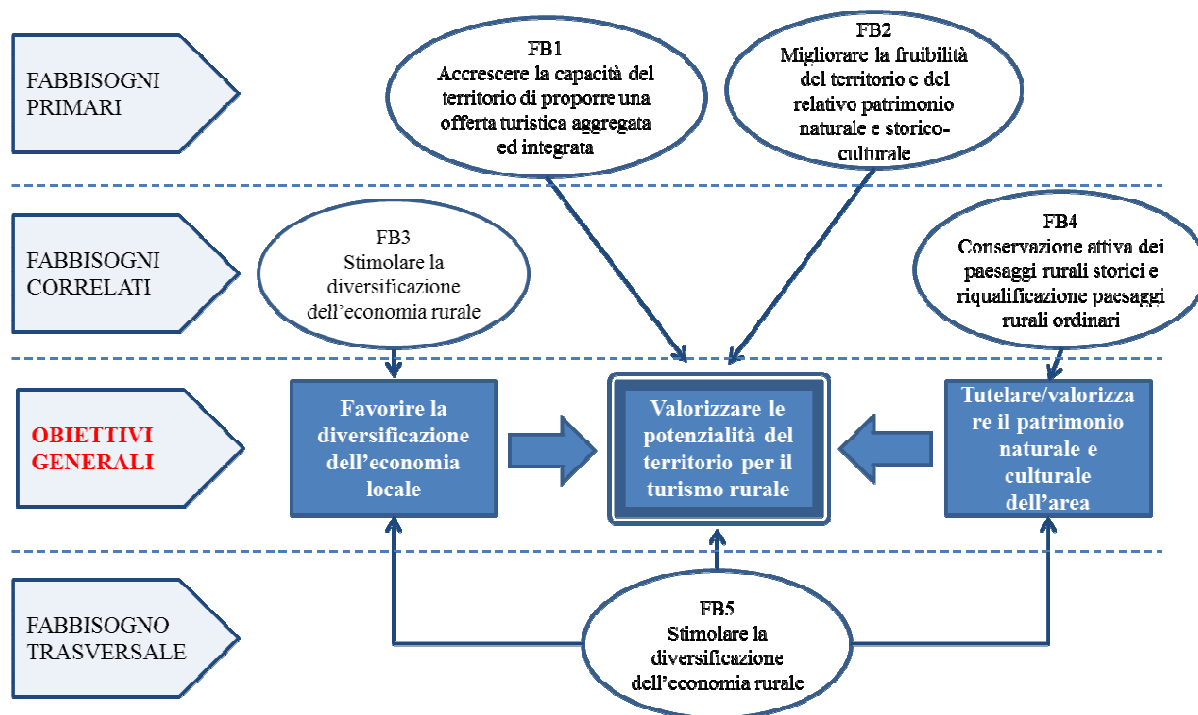 FABBISOGNI
PRIMARI
FB1
Accrescere la capacità del
territorio di proporre una
offerta turistica aggregata
ed integrata
FB2
Migliorare la fruibilità
del territorio e del
relativo patrimonio
naturale e storico-
culturale
FABBISOGNI
CORRELATI
FB3
Stimolare la
diversificazione
dell'economia rurale
FB4
Conservazione attiva dei
paesaggi rurali storici e
riqualificazione paesaggi
rurali ordinari
OBIETTIVI
GENERALI
Favorire la
diversificazione
dell'economia
locale
Valorizzare le
potenzialità del
territorio per il
turismo rurale
Tutelare/valorizza
re il patrimonio
naturale e
culturale
dell'area
FABBISOGNO
TRASVERSALE
FB5
Stimolare la
diversificazione
dell'economia rurale